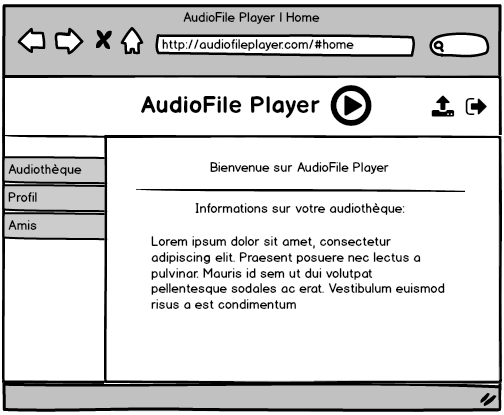 AudioFile Player | Home
http://audiofileplayer.com/#home
AudioFile Player
Audiothèque
Profil
Amis
Bienvenue sur AudioFile Player
Informations sur votre audiothèque:
Lorem ipsum dolor sit amet, consectetur
adipiscing elit. Praesent posuere nec lectus a
pulvinar. Mauris id sem ut dui volutpat
pellentesque sodales ac erat. Vestibulum euismod
risus a est condimentum